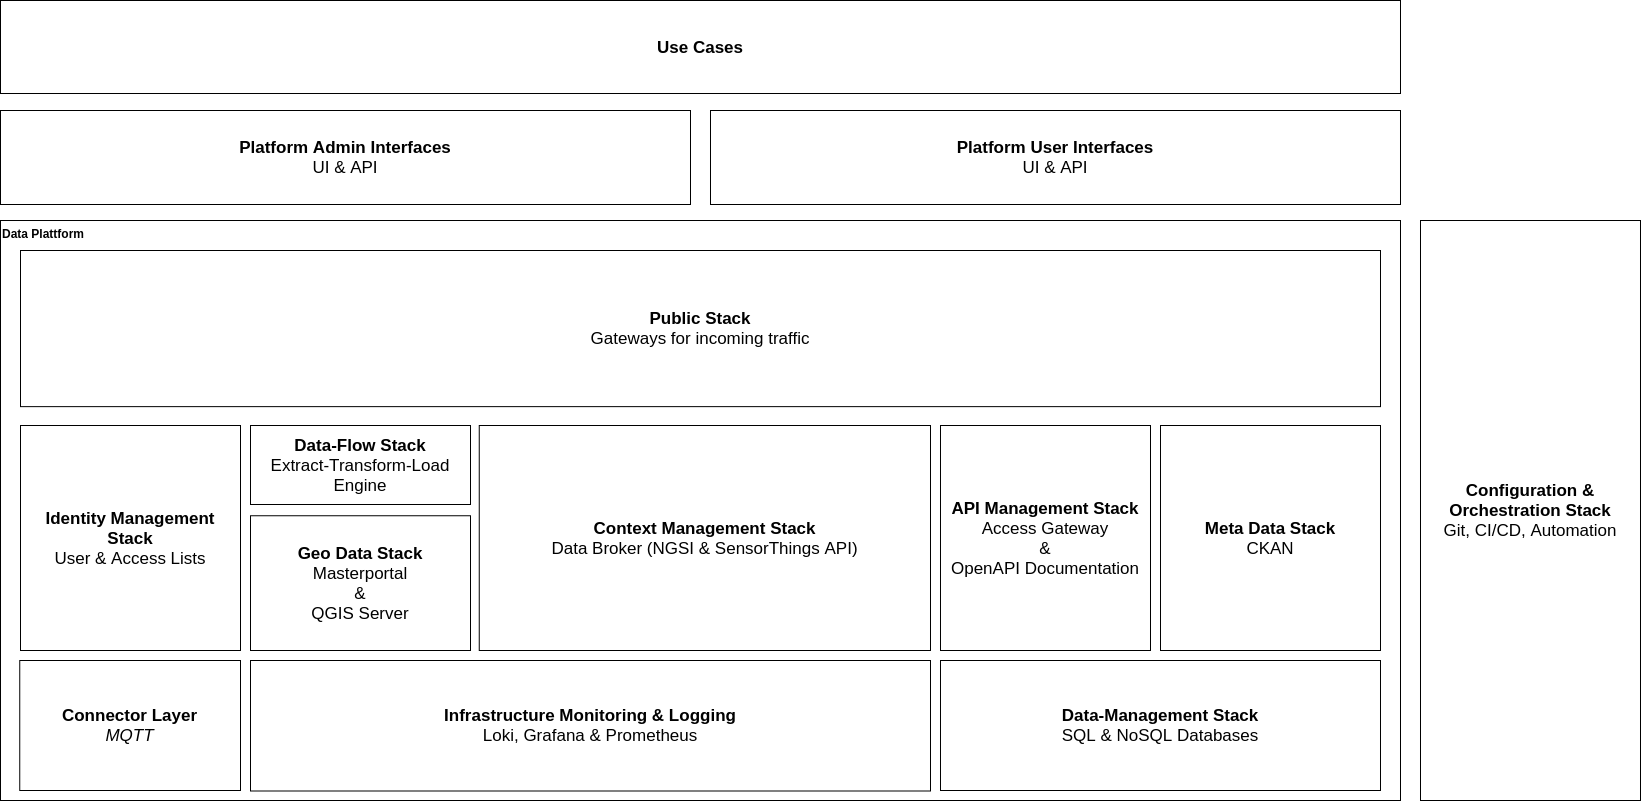 Use Cases
Platform Admin Interfaces
UI & API
Platform User Interfaces
UI & API
Data Plattform
Public Stack
Gateways for incoming traffic
Identity Management
Stack
User & Access Lists
Data-Flow Stack
Extract-Transform-Load
Engine
Geo Data Stack
Masterportal
&
QGIS Server
Context Management Stack
Data Broker (NGSI & SensorThings API)
API Management Stack
Access Gateway
&
OpenAPI Documentation
Meta Data Stack
CKAN
Connector Layer
MQTT
Infrastructure Monitoring & Logging
Loki, Grafana & Prometheus
Data-Management Stack
SQL & NoSQL Databases
Configuration &
Orchestration Stack
Git, CI/CD, Automation